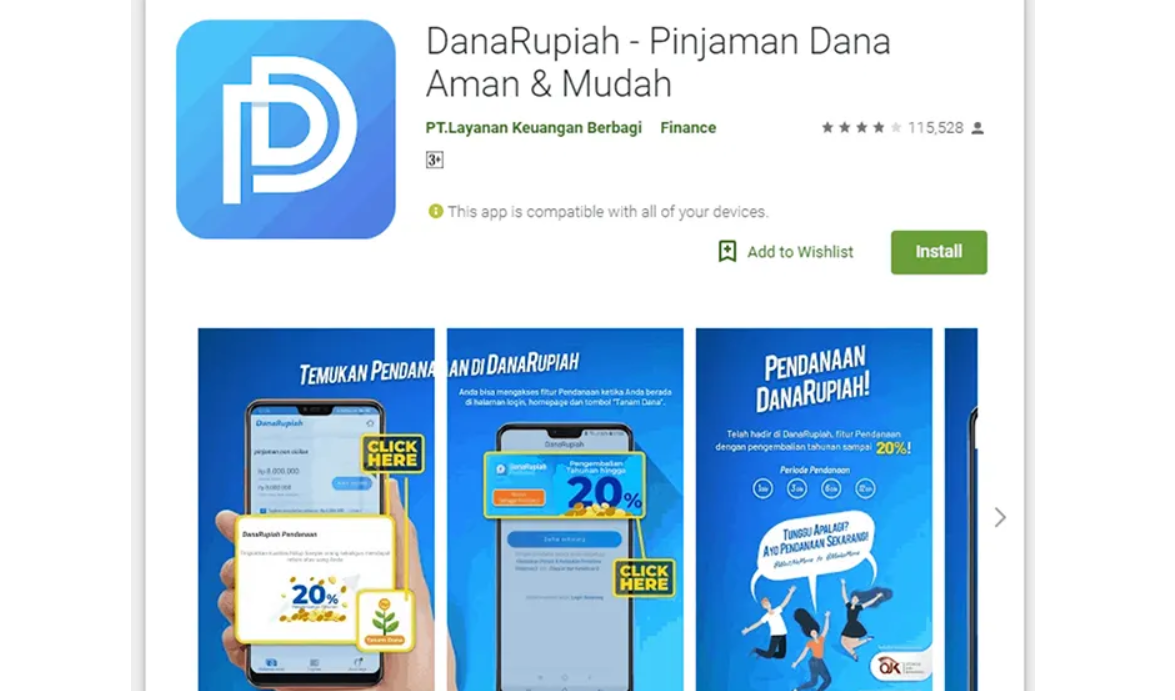 DanaRupiah - Pinjaman Dana
Aman & Mudah
PT.Layanan Keuangan Berbagi Finance
115,528
3+
This app is compatible with all of your devices.
Add to Wishlist
Install
TEMUKAN PENDANAAN DI DANARUPIAH
DanaRupiah
CLICK
HERE
Rp 8.000.000
DanaRupiah Pendanaan
20%
Tanam Dana
Anda bisa mengakses fitur Pendanaan ketika Anda berada
di halaman login, homepage dan tombol "Tanam Dana".
DanaRupiah
DanaRupiah
Pengembalian
Tahunan hingga
20%
CLICK
HERE
PENDANAAN
DANARUPIAH!
Telah hadir di DanaRupiah, fitur Pendanaan
dengan pengembalian tahunan sampai 20%!
Periode Pendanaan
TUNGGU APALAGI?
AYO PENDANAAN SEKARANG!